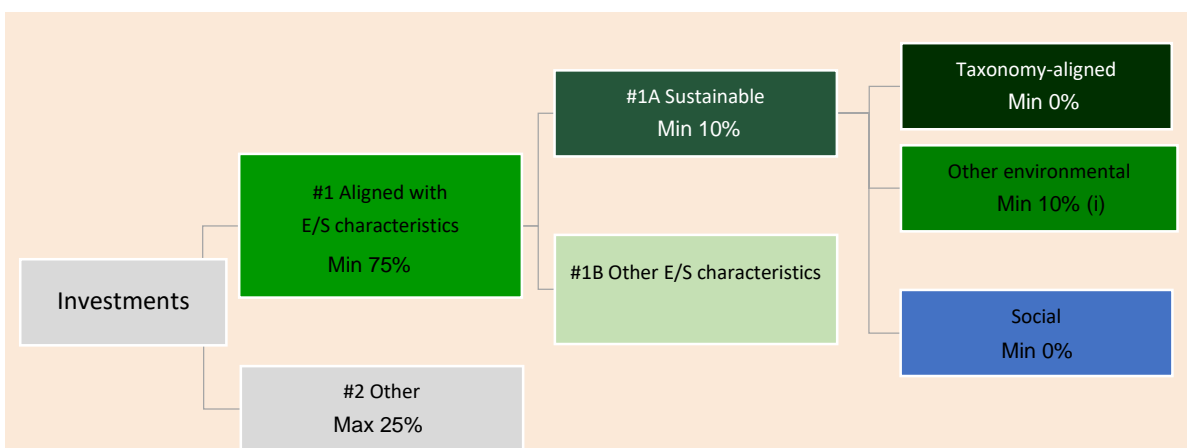 Investments
#1 Aligned with
E/S characteristics
Min 75%
#2 Other
Max 25%
#1A Sustainable
Min 10%
#1B Other E/S characteristics
Taxonomy-aligned
Min 0%
Other environmental
Min 10% (i)
Social
Min 0%